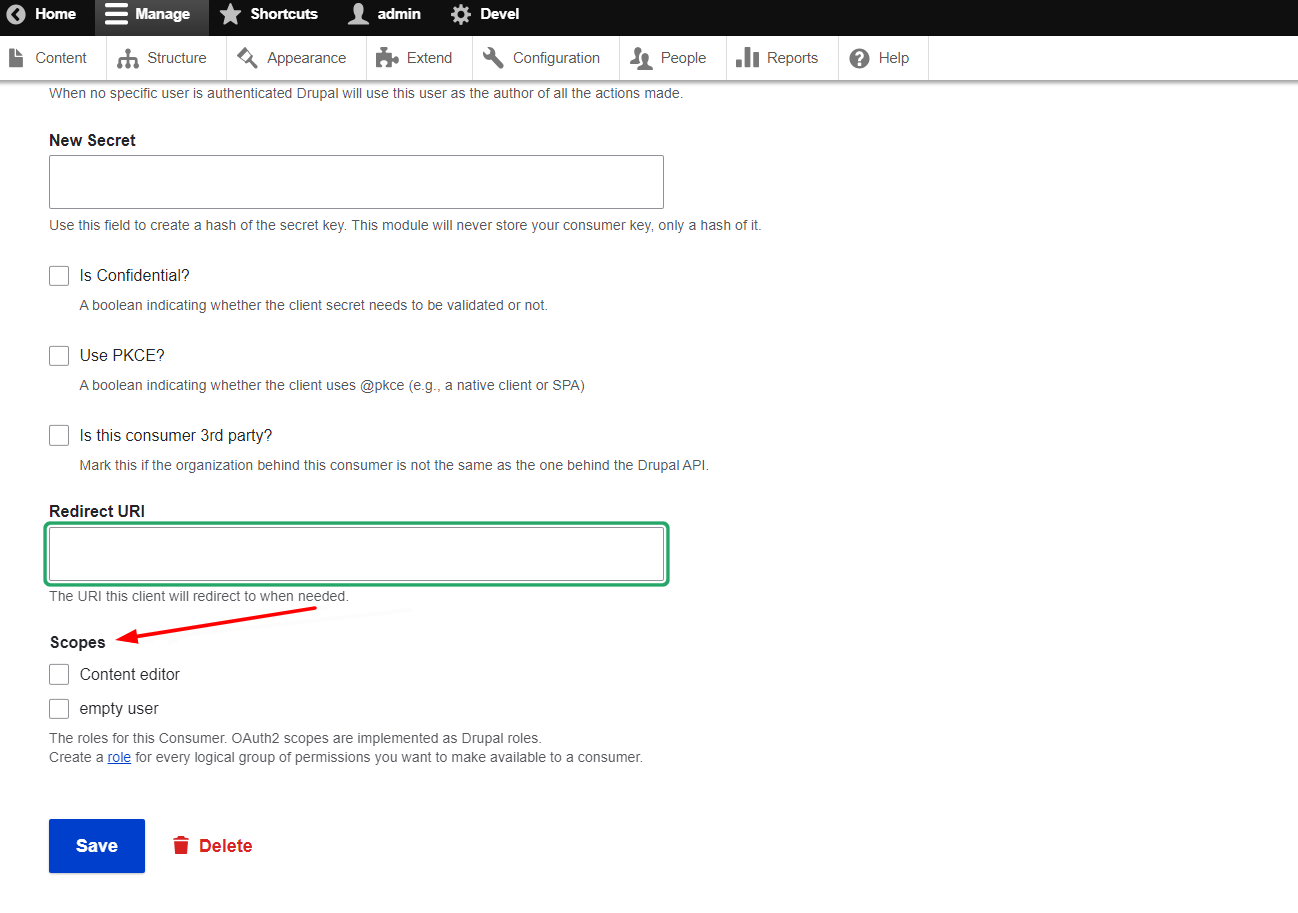 Home Manage Shortcuts admin Devel
Content Structure Appearance Extend Configuration People Reports Help
When no specific user is authenticated Drupal will use this user as the author of all the actions made.
New Secret
Use this field to create a hash of the secret key. This module will never store your consumer key, only a hash of it.
Is Confidential?
A boolean indicating whether the client secret needs to be validated or not.
Use PKCE?
A boolean indicating whether the client uses @pkce (e.g., a native client or SPA)
Is this consumer 3rd party?
Mark this if the organization behind this consumer is not the same as the one behind the Drupal API.
Redirect URI
The URI this client will redirect to when needed.
Scopes
Content editor
empty user
The roles for this Consumer. OAuth2 scopes are implemented as Drupal roles.
Create a role for every logical group of permissions you want to make available to a consumer.
Save Delete